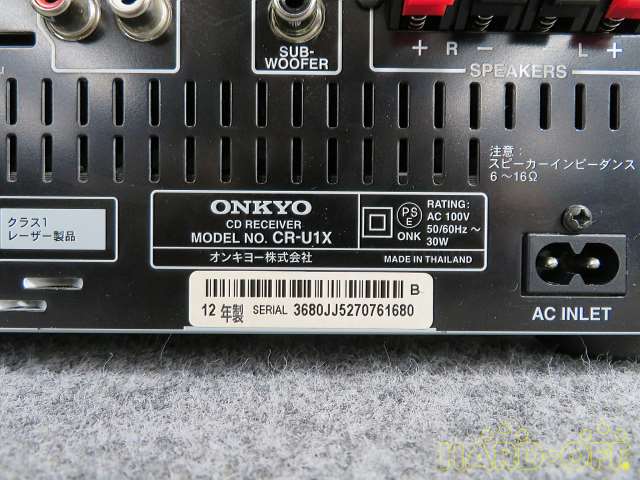 SUB-
WOOFER
+ R − L +
SPEAKERS
注意：
スピーカーインピーダンス
6～16Ω
クラス1
レーザー製品
ONKYO
CD RECEIVER
MODEL NO. CR-U1X
オンキヨー株式会社
PS
E
ONK
RATING:
AC 100V
50/60Hz ～
30W
MADE IN THAILAND
B
12 年製 SERIAL 3680JJ5270761680
AC INLET
HARD-OFF